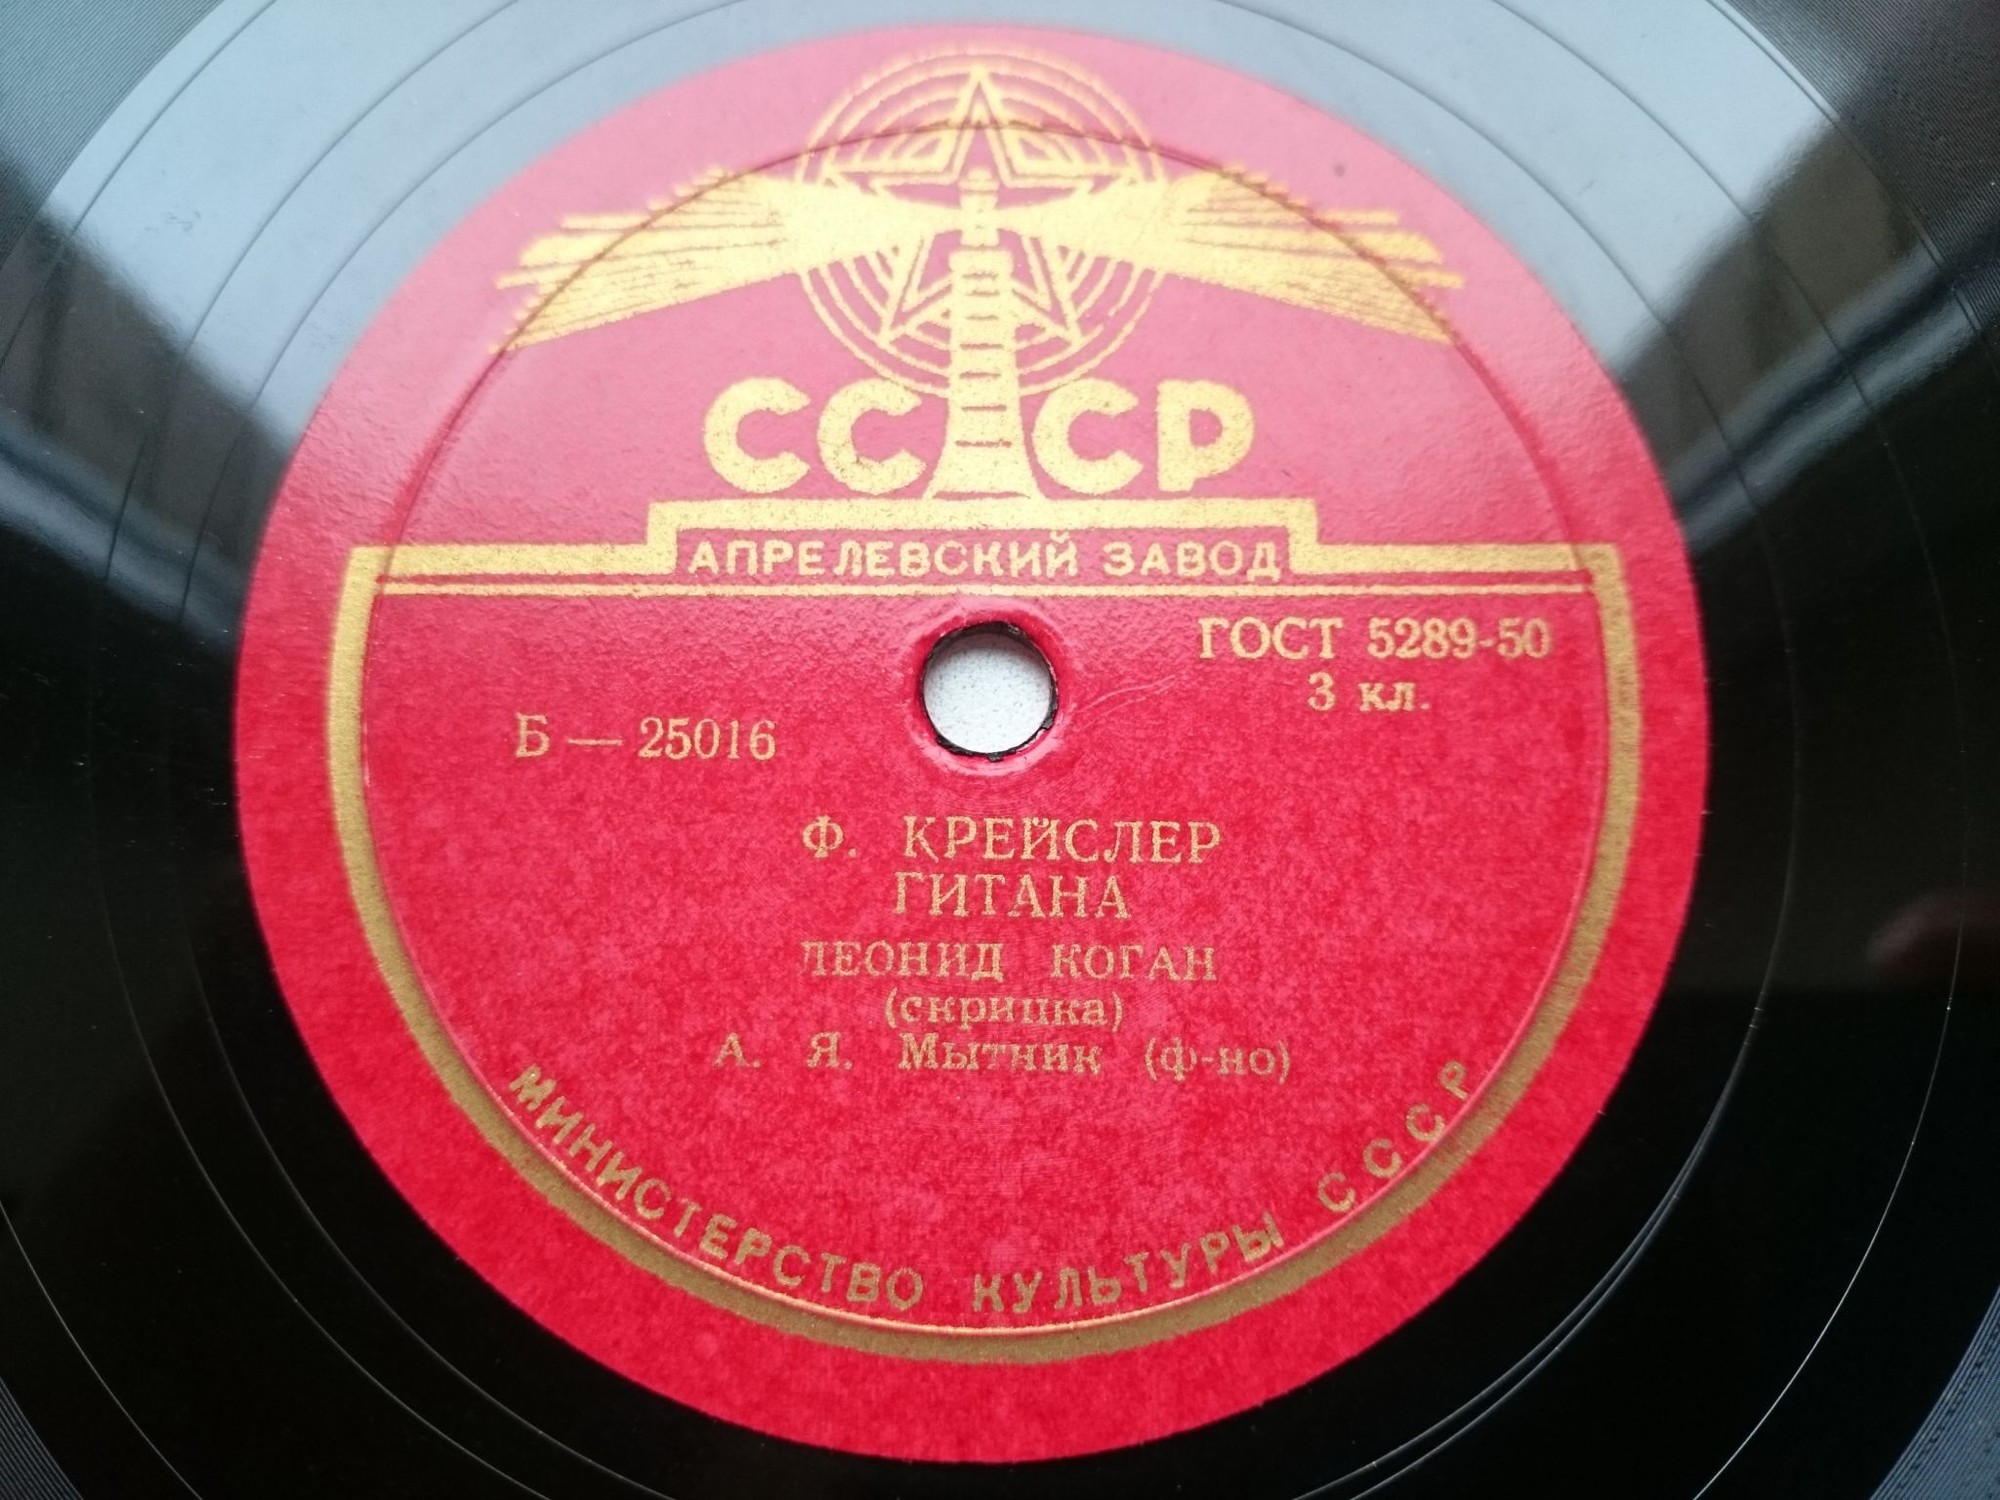 СССР
АПРЕЛЕВСКИЙ ЗАВОД
ГОСТ 5289-50
3 кл.
Б — 25016
Ф. КРЕЙСЛЕР
ГИТАНА
ЛЕОНИД КОГАН
(скрипка)
А. Я. Мытник (ф-но)
МИНИСТЕРСТВО КУЛЬТУРЫ СССР